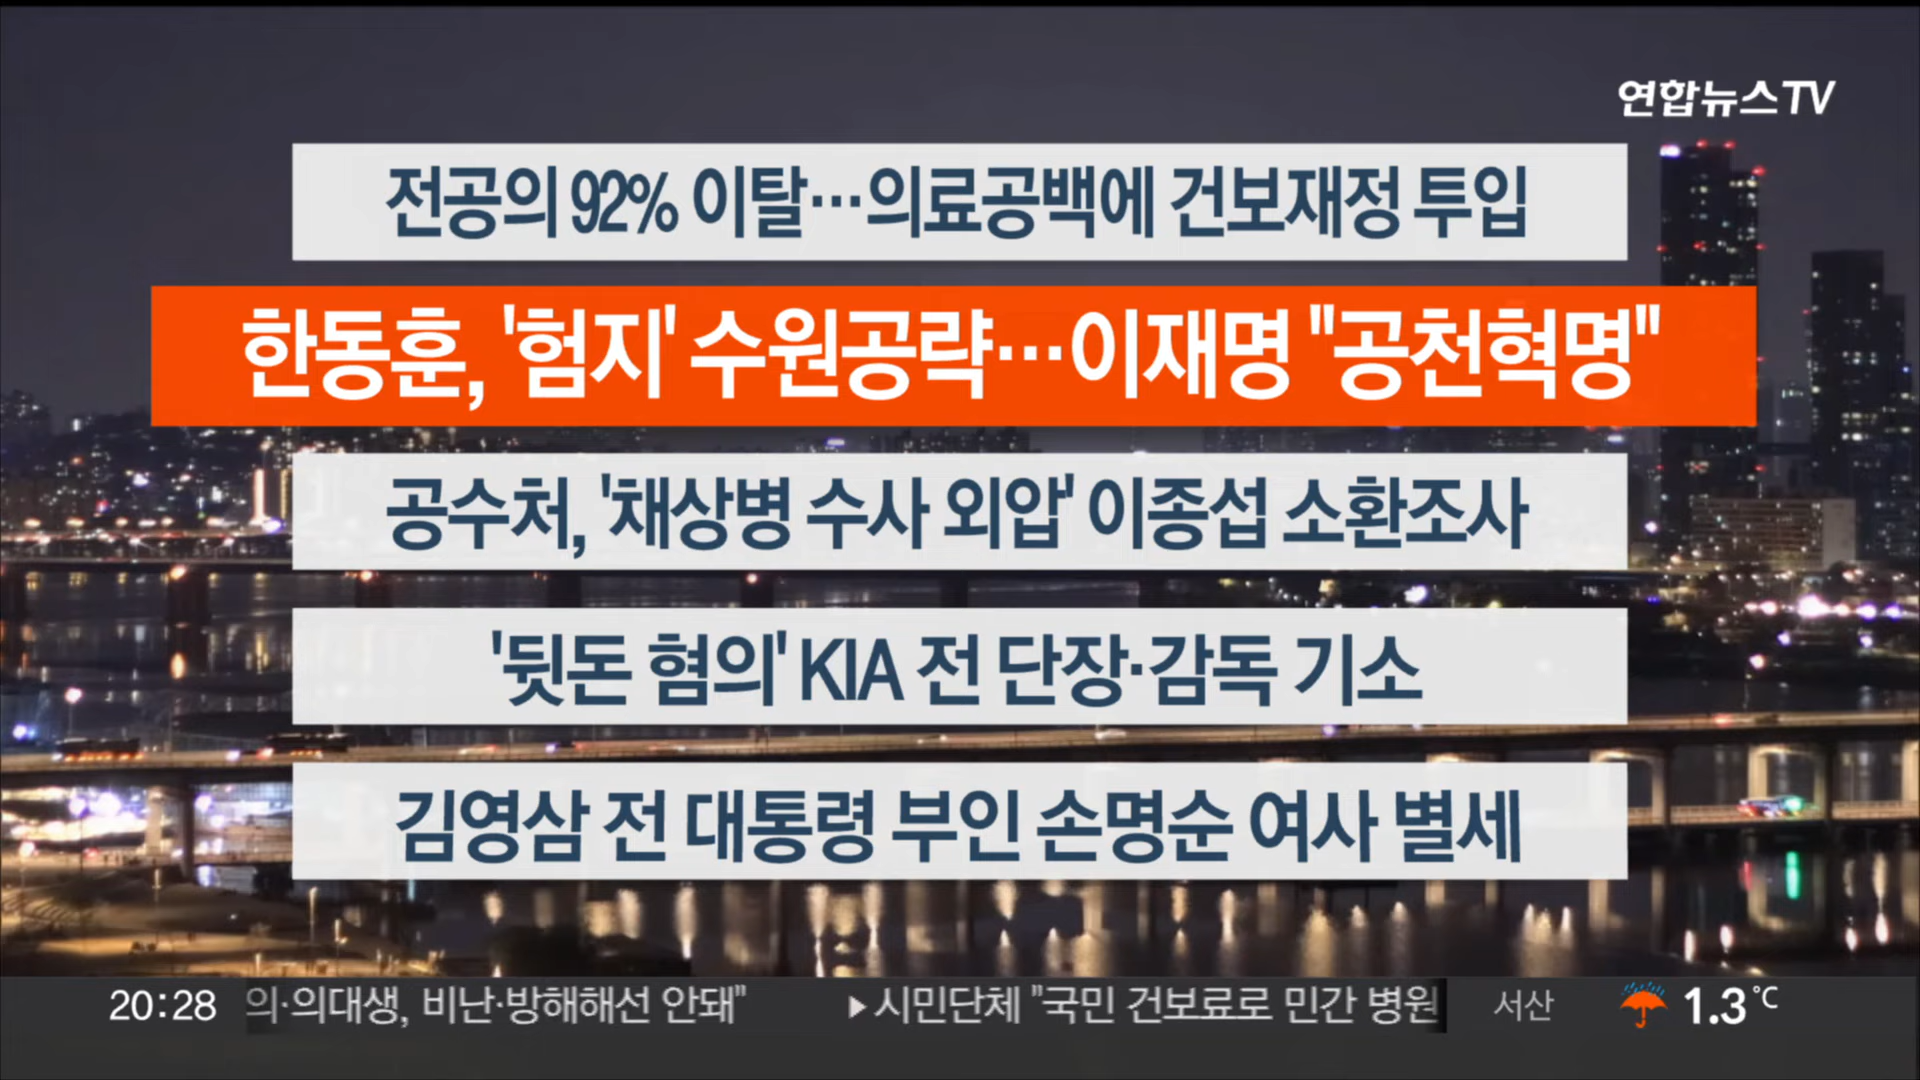 연합뉴스TV
전공의 92% 이탈…의료공백에 건보재정 투입
한동훈, '험지' 수원공략…이재명 "공천혁명"
공수처, '채상병 수사 외압' 이종섭 소환조사
'뒷돈 혐의' KIA 전 단장·감독 기소
김영삼 전 대통령 부인 손명순 여사 별세
20:28 의·의대생, 비난·방해해선 안돼" ▶시민단체 "국민 건보료로 민간 병원 서산 1.3℃